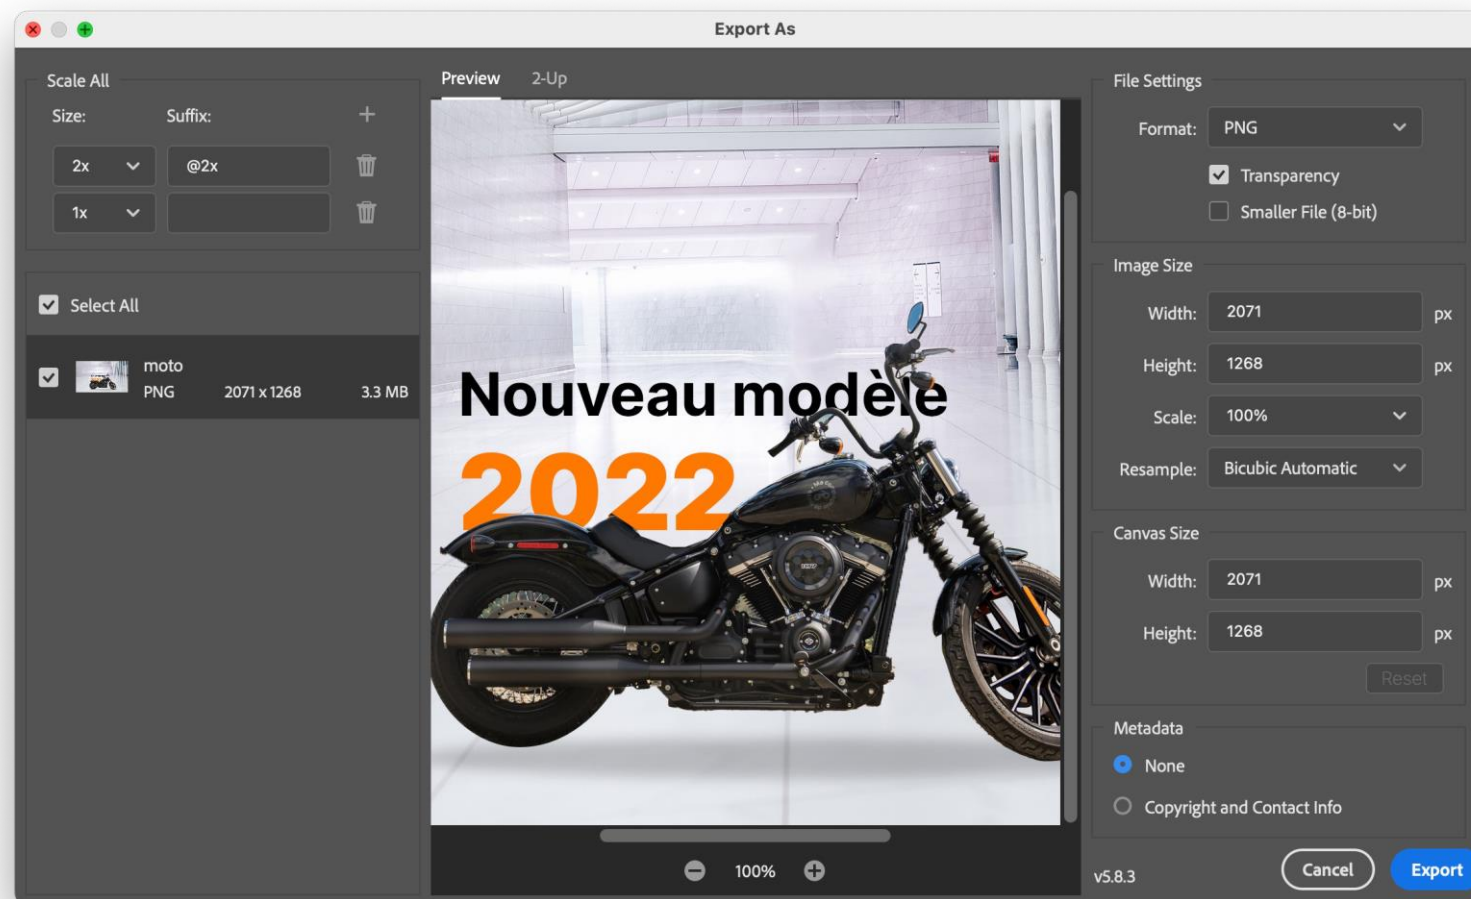 Export As
Scale All
Size: Suffix:
2x @2x
1x
Select All
moto
PNG 2071 x 1268 3.3 MB
Preview 2-Up
Nouveau modèle
2022
100%
File Settings
Format: PNG
Transparency
Smaller File (8-bit)
Image Size
Width: 2071 px
Height: 1268 px
Scale: 100%
Resample: Bicubic Automatic
Canvas Size
Width: 2071 px
Height: 1268 px
Reset
Metadata
None
Copyright and Contact Info
v5.8.3 Cancel Export